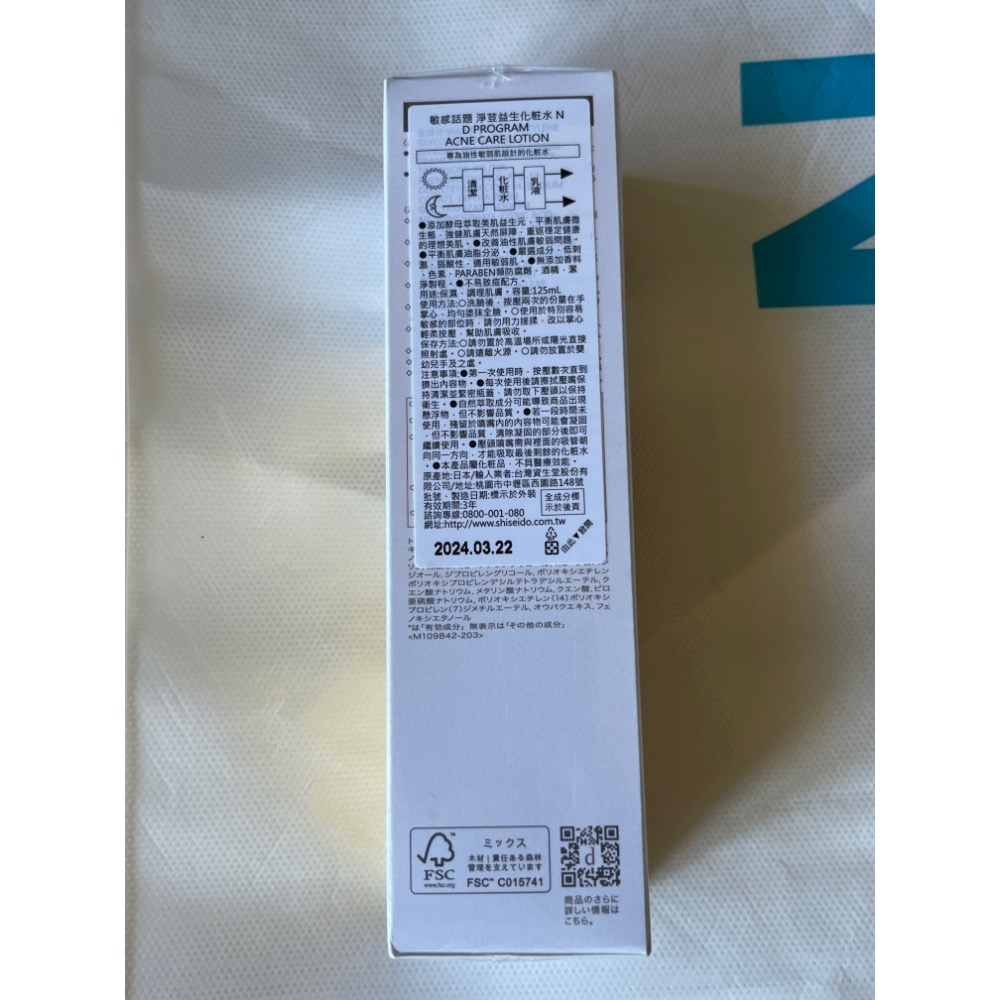 敏感話題 淨荳益生化粧水 N
D PROGRAM
ACNE CARE LOTION
專為油性敏弱肌設計的化粧水
清潔
化粧水
乳液
●添加酵母萃取美肌益生元，平衡肌膚微
生態，強健肌膚天然屏障，重返穩定健康
的理想美肌。●改善油性肌膚敏弱問題。
●平衡肌膚油脂分泌。●嚴選成分、低刺
激、弱酸性，適用敏弱肌。●無添加香料
、色素、PARABEN類防腐劑、酒精，潔
淨製程。●不易致痘配方。
用途:保濕、調理肌膚。容量:125mL
使用方法:○洗臉後，按壓兩次的份量在手
掌心，均勻塗抹全臉。○使用於特別容易
敏感的部位時，請勿用力搓揉，改以掌心
輕柔按壓，幫助肌膚吸收。
保存方法:○請勿置於高溫場所或陽光直接
照射處。○請遠離火源。○請勿放置於嬰
幼兒手及之處。
注意事項:●第一次使用時，按壓數次直到
擠出內容物。●每次使用後請擦拭壓嘴保
持清潔並緊密瓶蓋，請勿取下壓頭以保持
衛生。●自然萃取成分可能導致商品出現
懸浮物，但不影響品質。●若一段時間未
使用，殘留於噴嘴內的內容物可能會凝固
，但不影響品質，清除凝固的部分後即可
繼續使用。●壓頭噴嘴需與裡面的吸管朝
向同一方向，才能吸取最後剩餘的化粧水
。●本產品屬化粧品，不具醫療效能。
原產地:日本/輸入業者:台灣資生堂股份有
限公司/地址:桃園市中壢區西園路148號
批號、製造日期:標示於外裝
有效期間:3年
諮詢專線:0800-001-080
網址:http://www.shiseido.com.tw
全成分標
示於後頁
2024.03.22
由此▼撕開
ジオール、ジプロピレングリコール、ポリオキシエチレン
ポリオキシプロピレンデシルテトラデシルエーテル、ク
エン酸ナトリウム、メタリン酸ナトリウム、クエン酸、ピロ
亜硫酸ナトリウム、ポリオキシエチレン(14)ポリオキシ
プロピレン(7)ジメチルエーテル、オウバクエキス、フェ
ノキシエタノール
*は「有効成分」 無表示は「その他の成分」
<M109842-203>
FSC
www.fsc.org
ミックス
木材｜責任ある森林
管理を支えています
FSC™ C015741
d
商品のさらに
詳しい情報は
こちら。